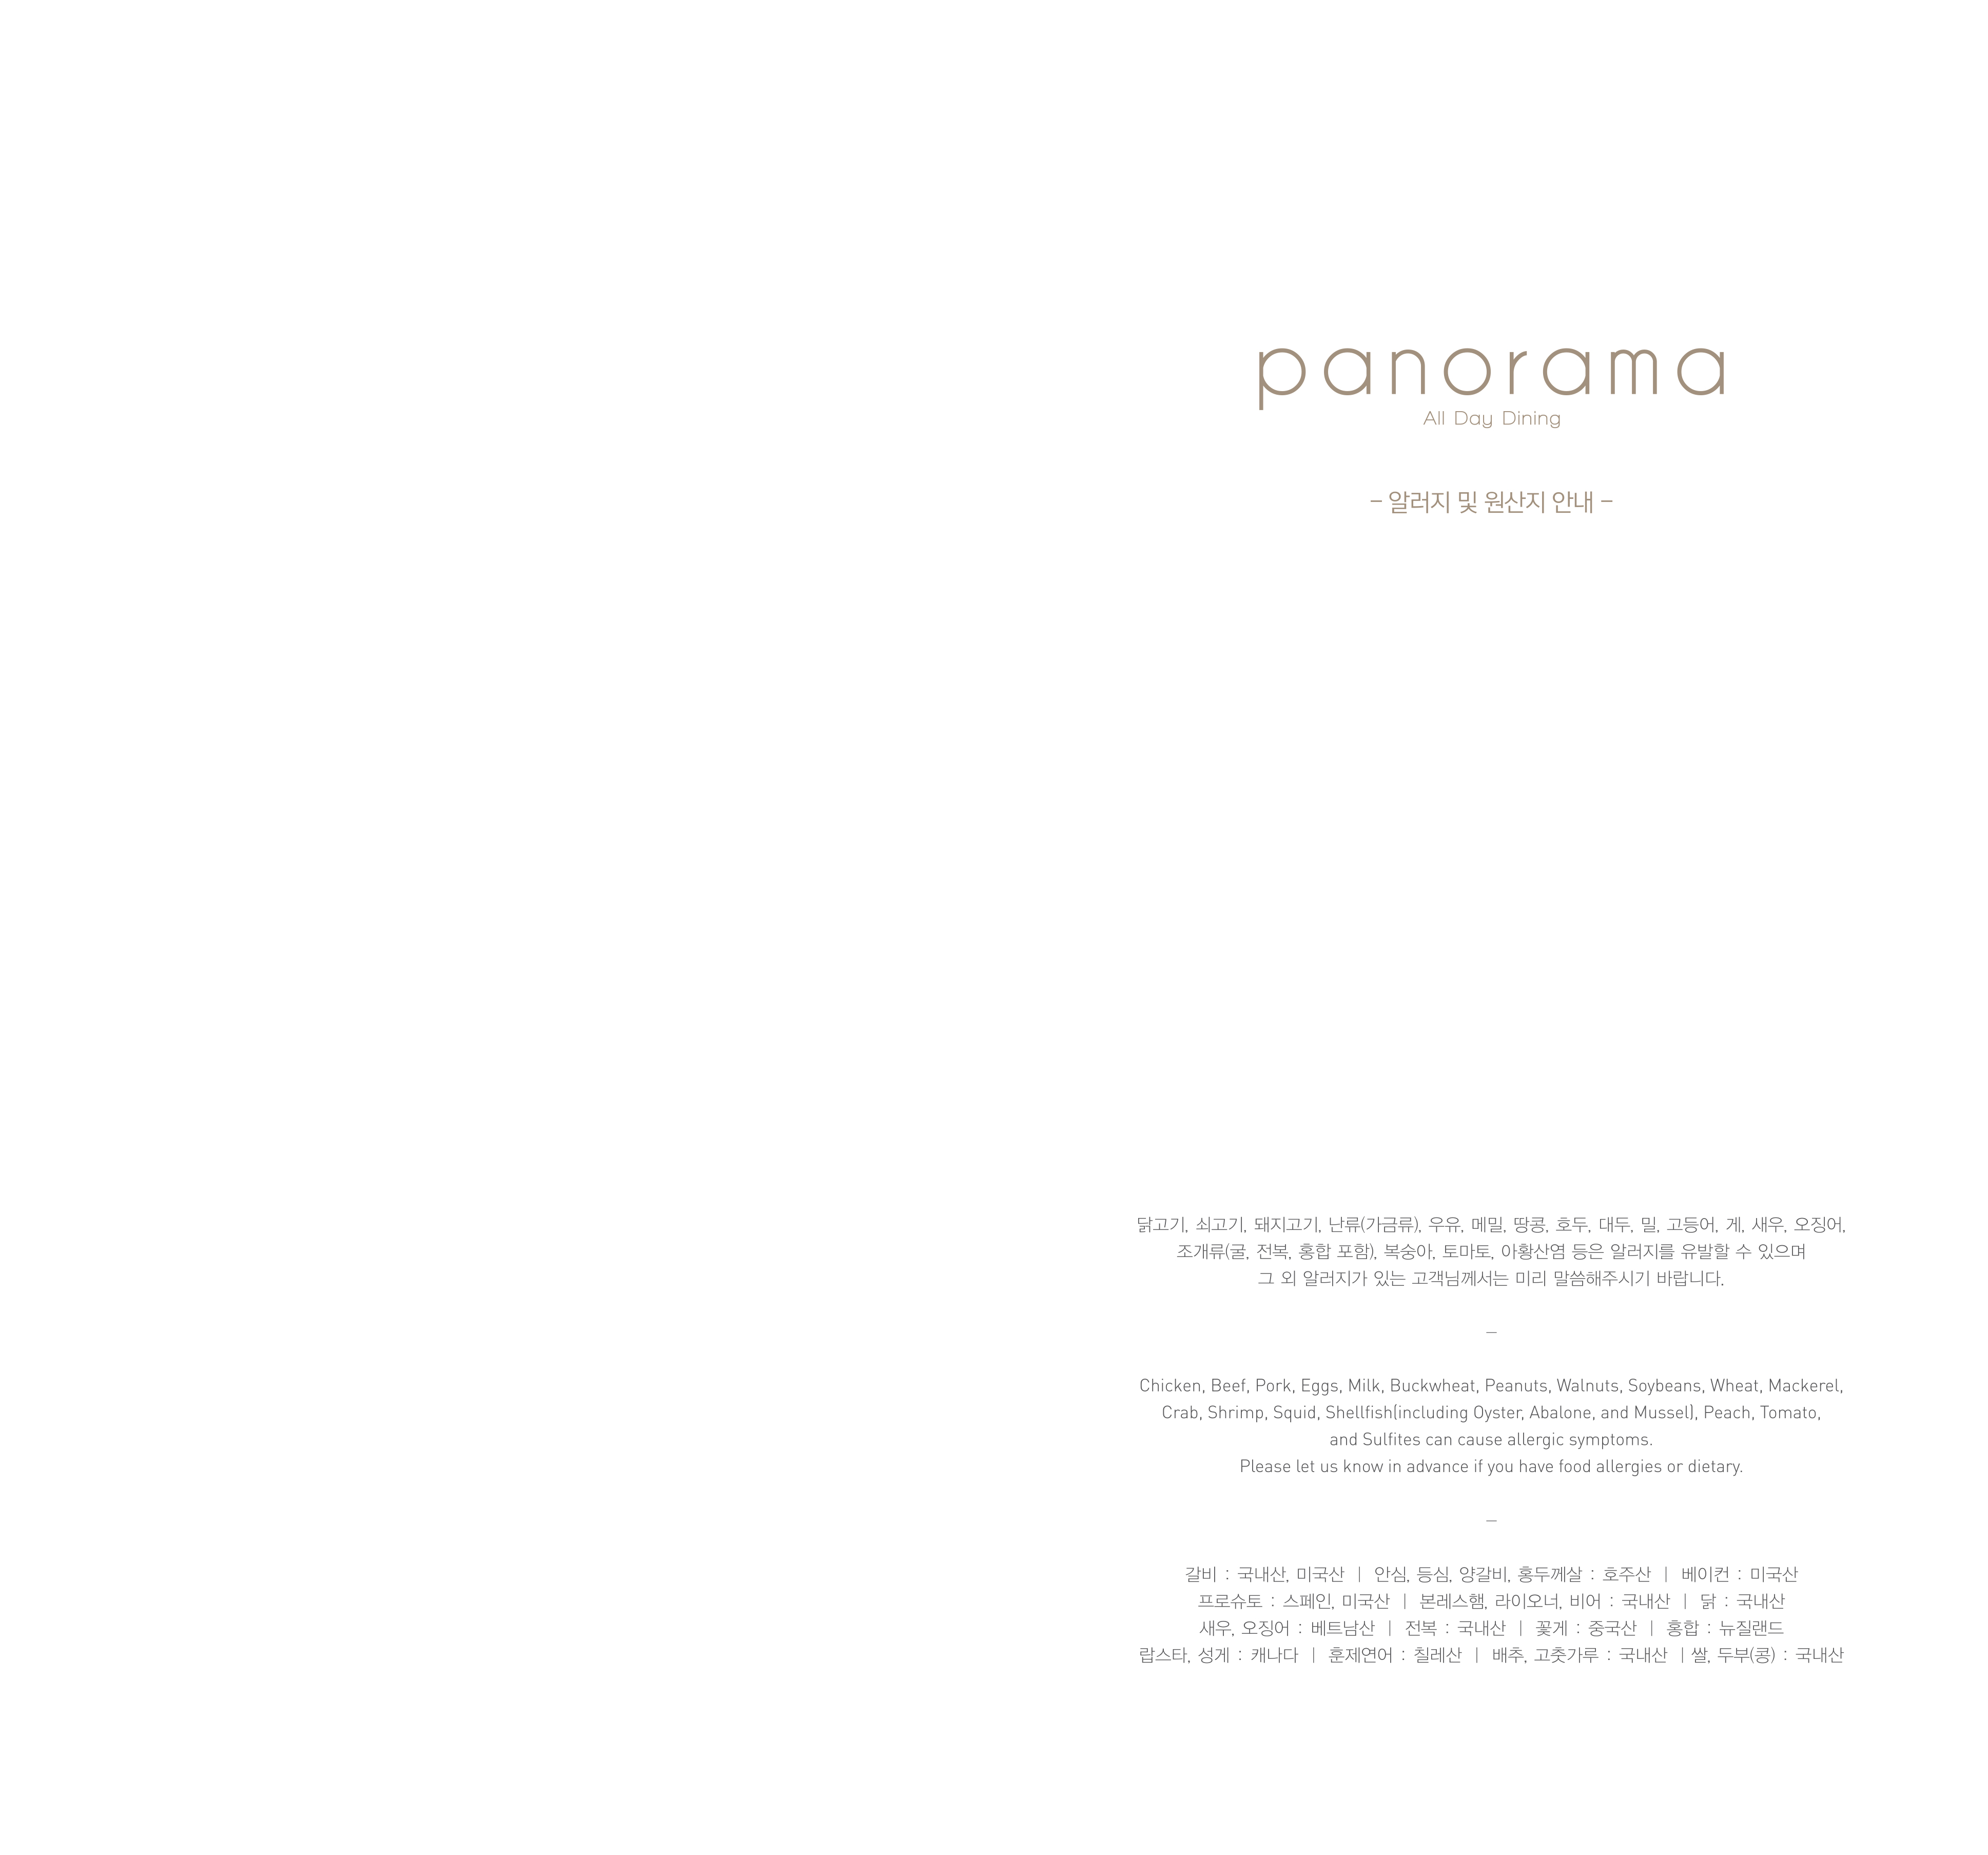 panorama
All Day Dining
- 알러지 및 원산지 안내 -
닭고기, 쇠고기, 돼지고기, 난류(가금류), 우유, 메밀, 땅콩, 호두, 대두, 밀, 고등어, 게, 새우, 오징어,
조개류(굴, 전복, 홍합 포함), 복숭아, 토마토, 아황산염 등은 알러지를 유발할 수 있으며
그 외 알러지가 있는 고객님께서는 미리 말씀해주시기 바랍니다.
–
Chicken, Beef, Pork, Eggs, Milk, Buckwheat, Peanuts, Walnuts, Soybeans, Wheat, Mackerel,
Crab, Shrimp, Squid, Shellfish(including Oyster, Abalone, and Mussel), Peach, Tomato,
and Sulfites can cause allergic symptoms.
Please let us know in advance if you have food allergies or dietary.
–
갈비 : 국내산, 미국산 | 안심, 등심, 양갈비, 홍두께살 : 호주산 | 베이컨 : 미국산
프로슈토 : 스페인, 미국산 | 본레스햄, 라이오너, 비어 : 국내산 | 닭 : 국내산
새우, 오징어 : 베트남산 | 전복 : 국내산 | 꽃게 : 중국산 | 홍합 : 뉴질랜드
랍스타, 성게 : 캐나다 | 훈제연어 : 칠레산 | 배추, 고춧가루 : 국내산 | 쌀, 두부(콩) : 국내산